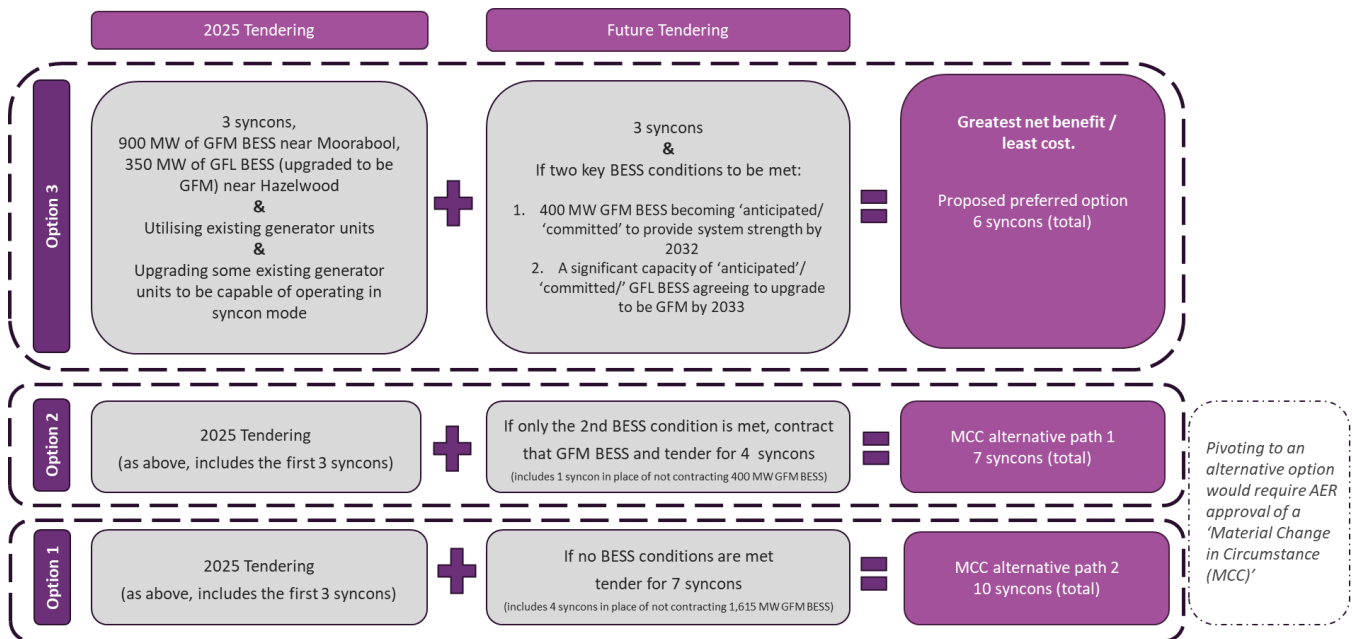 2025 Tendering
Future Tendering
Option 3
3 syncons,
900 MW of GFM BESS near Moorabool,
350 MW of GFL BESS (upgraded to be
GFM) near Hazelwood
&
Utilising existing generator units
&
Upgrading some existing generator
units to be capable of operating in
syncon mode
3 syncons
&
If two key BESS conditions to be met:
1. 400 MW GFM BESS becoming ‘anticipated/
‘committed’ to provide system strength by
2032
2. A significant capacity of ‘anticipated’/
‘committed/’ GFL BESS agreeing to upgrade
to be GFM by 2033
Greatest net benefit /
least cost.
Proposed preferred option
6 syncons (total)
Option 2
2025 Tendering
(as above, includes the first 3 syncons)
If only the 2nd BESS condition is met, contract
that GFM BESS and tender for 4 syncons
(includes 1 syncon in place of not contracting 400 MW GFM BESS)
MCC alternative path 1
7 syncons (total)
Option 1
2025 Tendering
(as above, includes the first 3 syncons)
If no BESS conditions are met
tender for 7 syncons
(includes 4 syncons in place of not contracting 1,615 MW GFM BESS)
MCC alternative path 2
10 syncons (total)
Pivoting to an
alternative option
would require AER
approval of a
‘Material Change
in Circumstance
(MCC)’